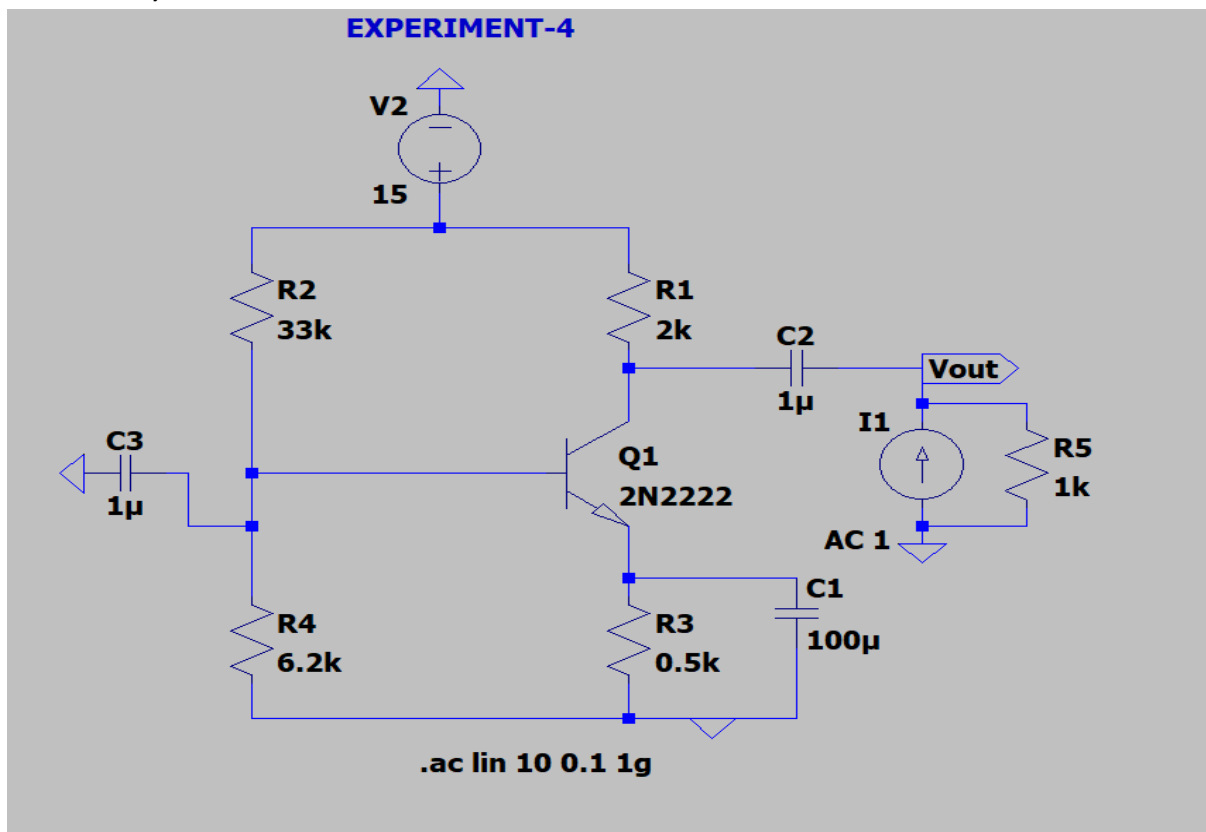 EXPERIMENT-4
V2
15
R2
33k
R1
2k
C2
1µ
Vout
I1
R5
1k
AC 1
C3
1µ
Q1
2N2222
R4
6.2k
R3
0.5k
C1
100µ
.ac lin 10 0.1 1g